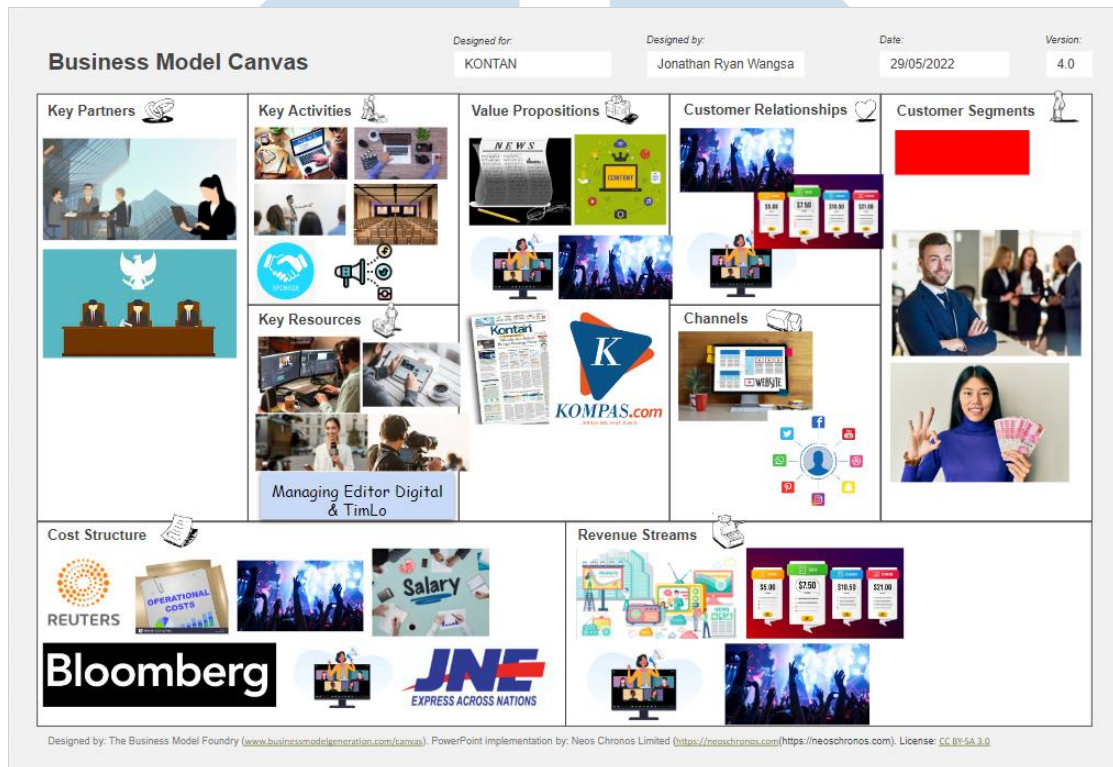 Designed for:
Designed by:
Date:
Version:
Business Model Canvas
KONTAN
Jonathan Ryan Wangsa
29/05/2022
4.0
Key Partners
Key Activities
SPONSOR
Key Resources
Managing Editor Digital
& TimLo
Value Propositions
NEWS
CONTENT
Kontan
K
KOMPAS.com
Customer Relationships
$5.00
$7.50
$10.50
$21.00
Channels
WEBSITE
Customer Segments
Cost Structure
REUTERS
OPERATIONAL
COSTS
Salary
Bloomberg
JNE
EXPRESS ACROSS NATIONS
Revenue Streams
NEWS
$5.00
$7.50
$10.50
$21.00
Designed by: The Business Model Foundry (www.businessmodelgeneration.com/canvas). PowerPoint implementation by: Neos Chronos Limited (https://neoschronos.com(https://neoschronos.com). License: CC BY-SA 3.0